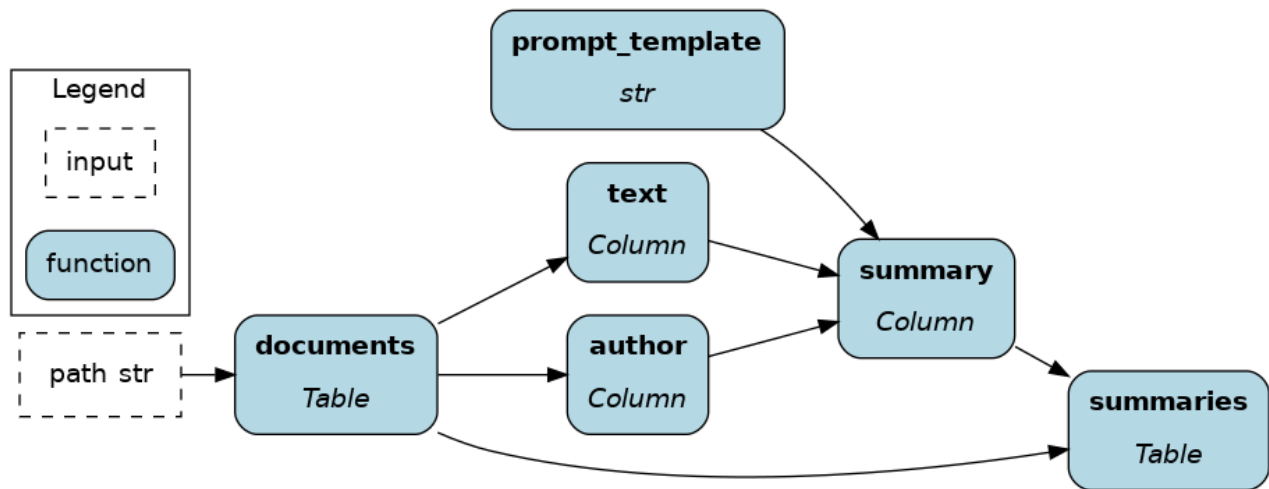 Legend
input
function
path str
documents
Table
prompt_template
str
text
Column
author
Column
summary
Column
summaries
Table